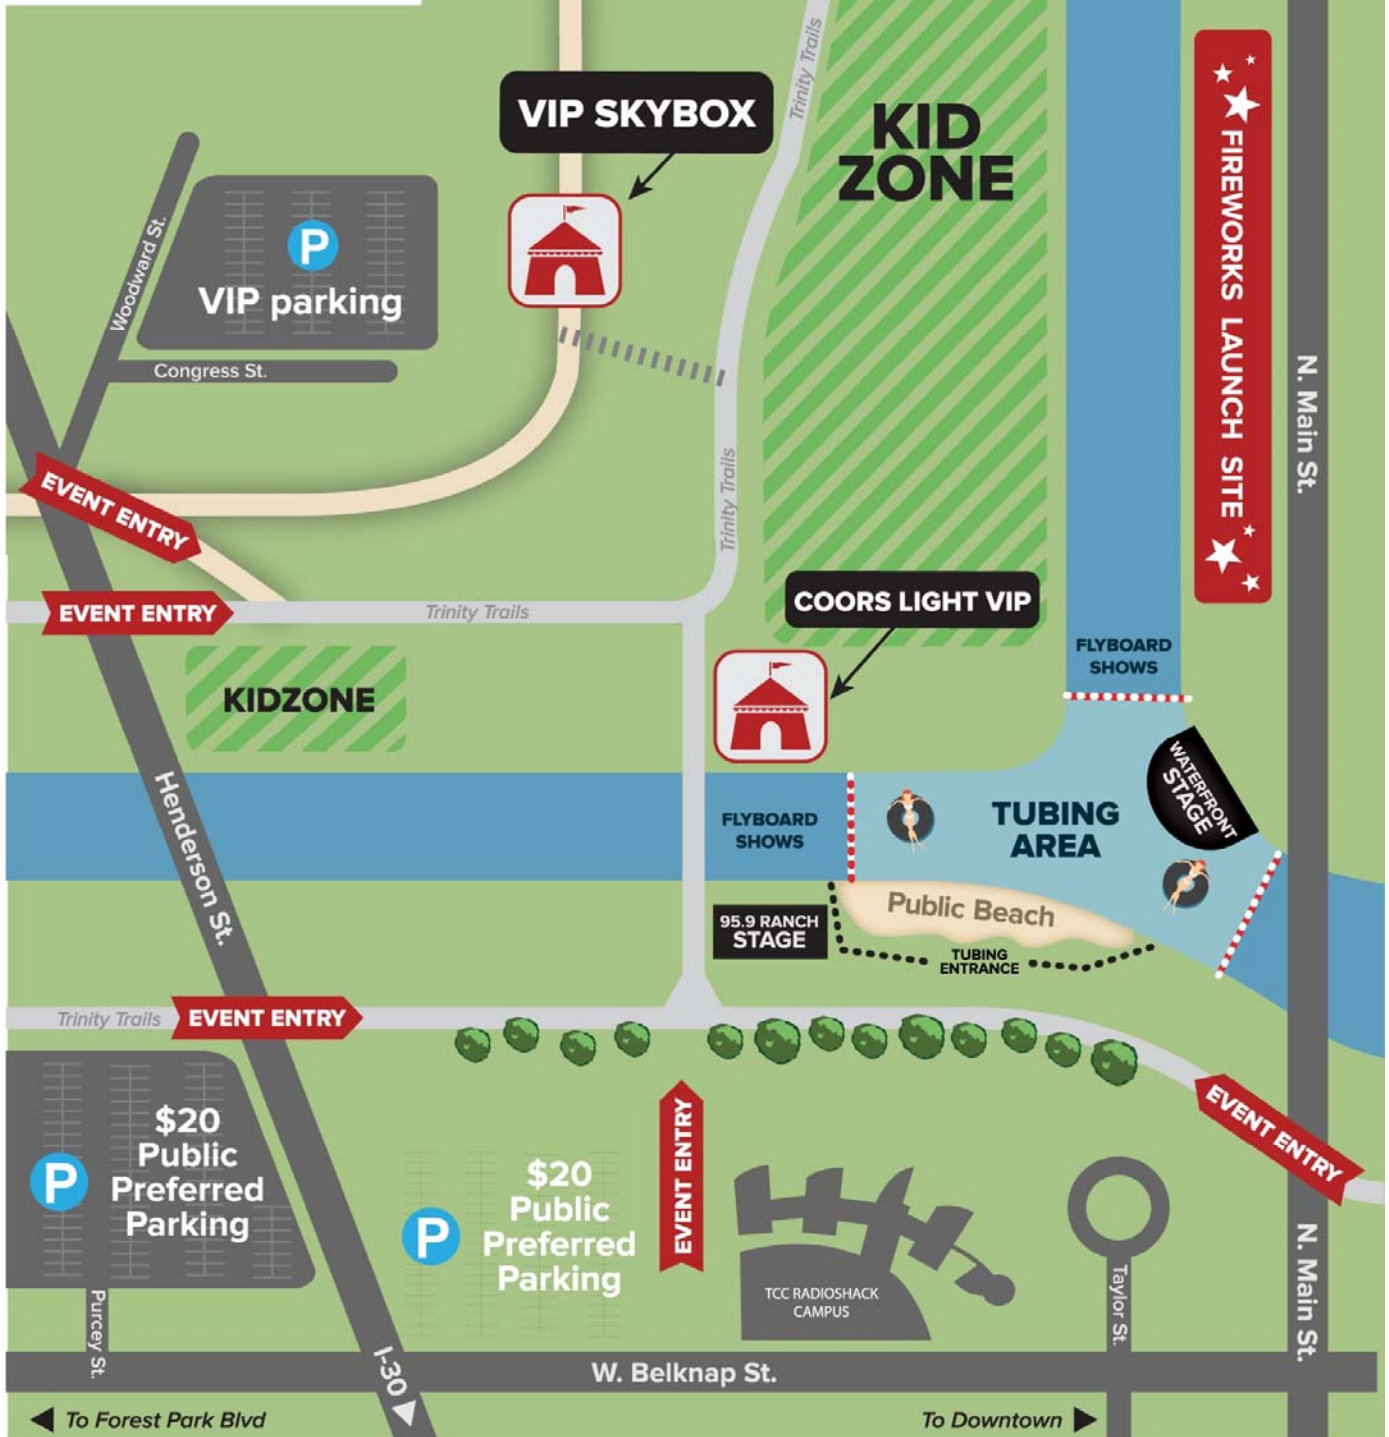 Trinity Trails
VIP SKYBOX
KID
ZONE
FIREWORKS LAUNCH SITE
Woodward St.
P
VIP parking
Congress St.
N. Main St.
Trinity Trails
EVENT ENTRY
EVENT ENTRY
Trinity Trails
COORS LIGHT VIP
FLYBOARD
SHOWS
KIDZONE
Henderson St.
FLYBOARD
SHOWS
TUBING
AREA
WATERFRONT
STAGE
Public Beach
95.9 RANCH
STAGE
TUBING
ENTRANCE
Trinity Trails
EVENT ENTRY
EVENT ENTRY
P
$20
Public
Preferred
Parking
P
$20
Public
Preferred
Parking
EVENT ENTRY
TCC RADIOSHACK
CAMPUS
Taylor St.
N. Main St.
Purcey St.
I-30
W. Belknap St.
To Forest Park Blvd
To Downtown